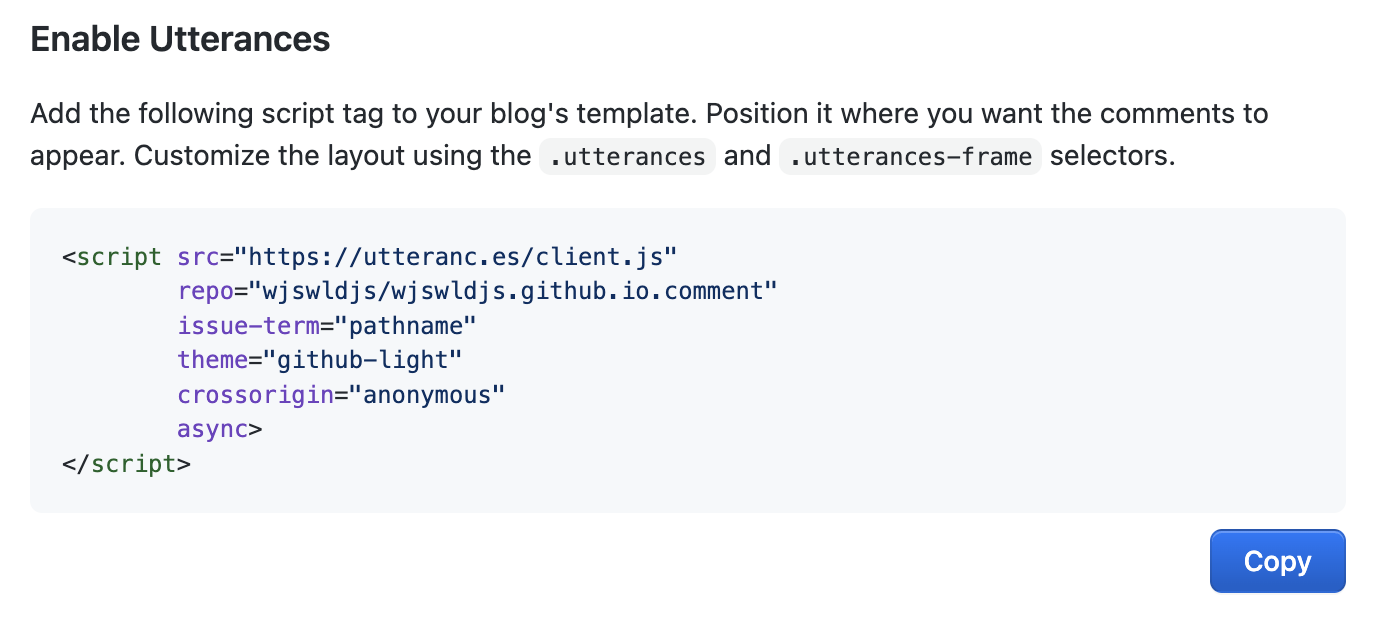 Enable Utterances
Add the following script tag to your blog's template. Position it where you want the comments to
appear. Customize the layout using the .utterances and .utterances-frame selectors.
<script src="https://utteranc.es/client.js"
        repo="wjswldjs/wjswldjs.github.io.comment"
        issue-term="pathname"
        theme="github-light"
        crossorigin="anonymous"
        async>
</script>
Copy